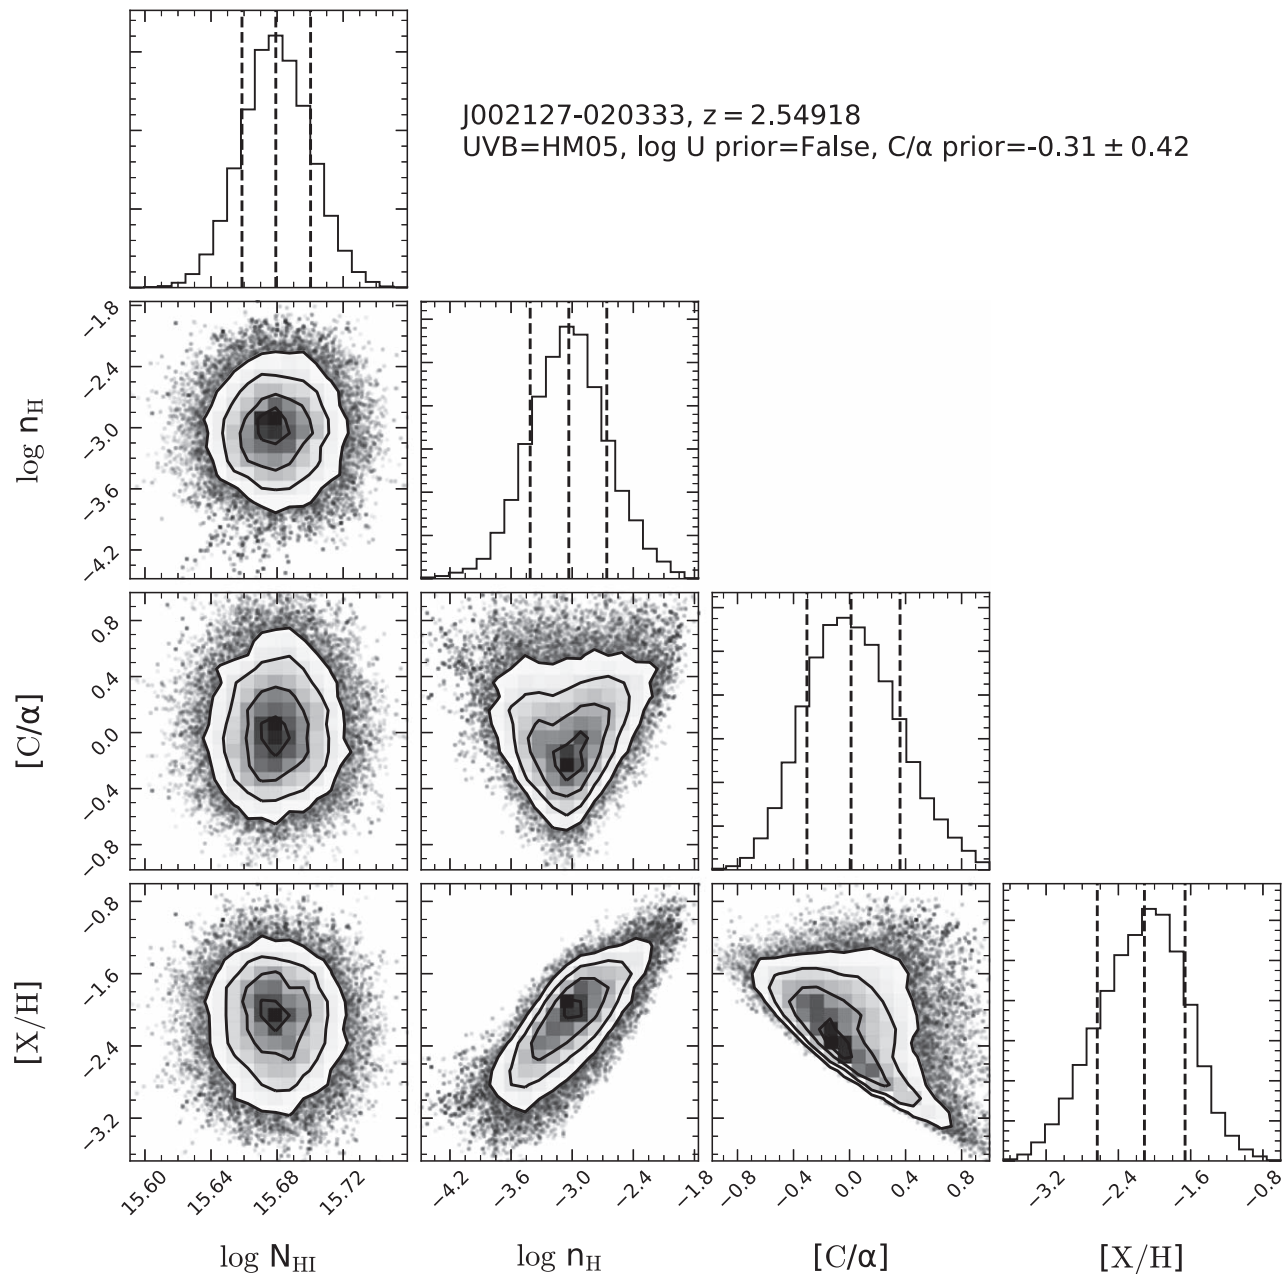 J002127-020333, z = 2.54918
UVB=HM05, log U prior=False, C/α prior=-0.31 ± 0.42
−1.8
−2.4
−3.0
−3.6
−4.2
log n_H
0.8
0.4
0.0
−0.4
−0.8
[C/α]
−0.8
−1.6
−2.4
−3.2
[X/H]
15.60 15.64 15.68 15.72 −4.2 −3.6 −3.0 −2.4 −1.8 −0.8 −0.4 0.0 0.4 0.8 −3.2 −2.4 −1.6 −0.8
log N_HI log n_H [C/α] [X/H]